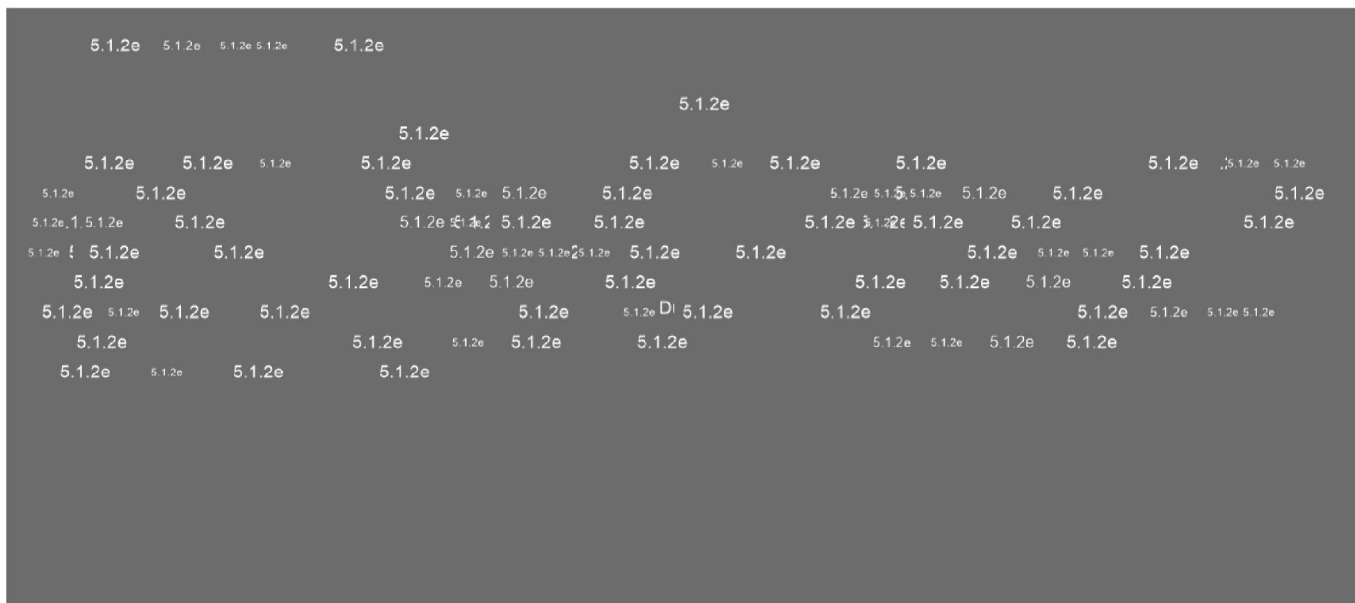 5.1.2e 5.1.2e 5.1.2e 5.1.2e 5.1.2e
5.1.2e
5.1.2e
5.1.2e 5.1.2e 5.1.2e 5.1.2e 5.1.2e 5.1.2e 5.1.2e 5.1.2e 5.1.2e 5.1.2e 5.1.2e
5.1.2e 5.1.2e 5.1.2e 5.1.2e 5.1.2e 5.1.2e 5.1.2e 5.1.2e 5.1.2e 5.1.2e 5.1.2e
5.1.2e 5.1.2e 5.1.2e 5.1.2e 5.1.2e 5.1.2e 5.1.2e 5.1.2e 5.1.2e 5.1.2e
5.1.2e 5.1.2e 5.1.2e 5.1.2e 5.1.2e 5.1.2e 5.1.2e 5.1.2e 5.1.2e 5.1.2e 5.1.2e 5.1.2e 5.1.2e
5.1.2e 5.1.2e 5.1.2e 5.1.2e 5.1.2e 5.1.2e 5.1.2e 5.1.2e 5.1.2e
5.1.2e 5.1.2e 5.1.2e 5.1.2e 5.1.2e 5.1.2e 5.1.2e 5.1.2e 5.1.2e 5.1.2e 5.1.2e 5.1.2e
5.1.2e 5.1.2e 5.1.2e 5.1.2e 5.1.2e 5.1.2e 5.1.2e 5.1.2e 5.1.2e
5.1.2e 5.1.2e 5.1.2e 5.1.2e